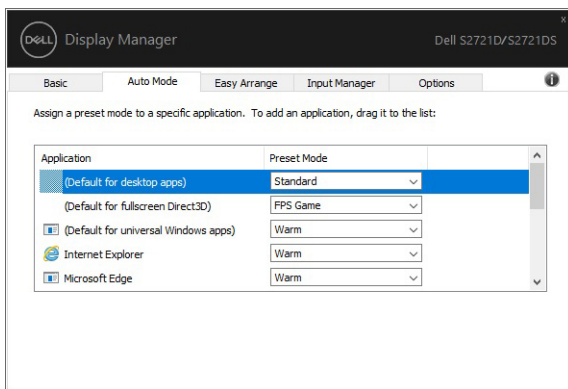 DELL Display Manager Dell S2721D/S2721DS
Basic Auto Mode Easy Arrange Input Manager Options
Assign a preset mode to a specific application. To add an application, drag it to the list:
Application Preset Mode
(Default for desktop apps) Standard
(Default for fullscreen Direct3D) FPS Game
(Default for universal Windows apps) Warm
Internet Explorer Warm
Microsoft Edge Warm